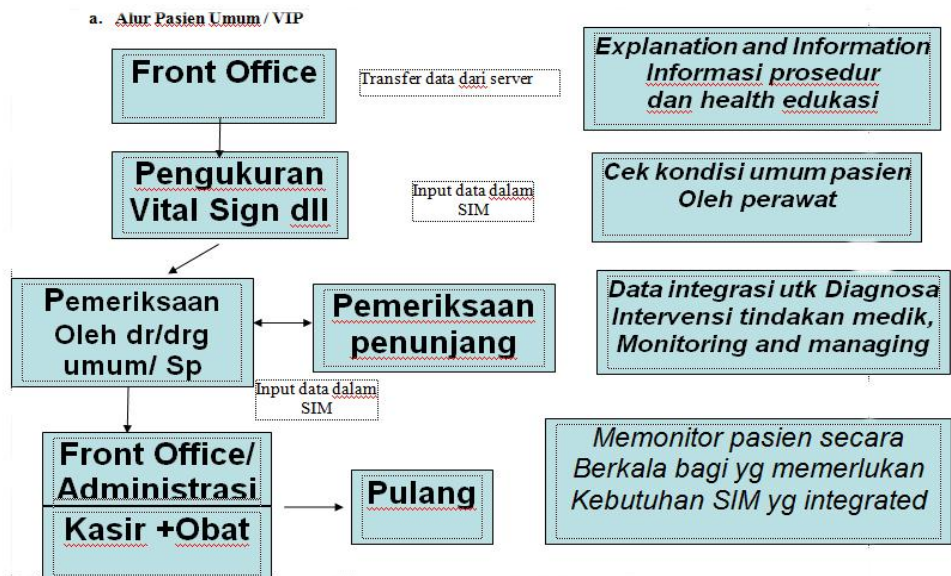 a. Alur Pasien Umum / VIP
Front Office
Transfer data dari server
Explanation and Information
Informasi prosedur
dan health edukasi
Pengukuran
Vital Sign dll
Input data dalam
SIM
Cek kondisi umum pasien
Oleh perawat
Pemeriksaan
Oleh dr/drg
umum/ Sp
Pemeriksaan
penunjang
Data integrasi utk Diagnosa
Intervensi tindakan medik,
Monitoring and managing
Input data dalam
SIM
Front Office/
Administrasi
Kasir +Obat
Pulang
Memonitor pasien secara
Berkala bagi yg memerlukan
Kebutuhan SIM yg integrated